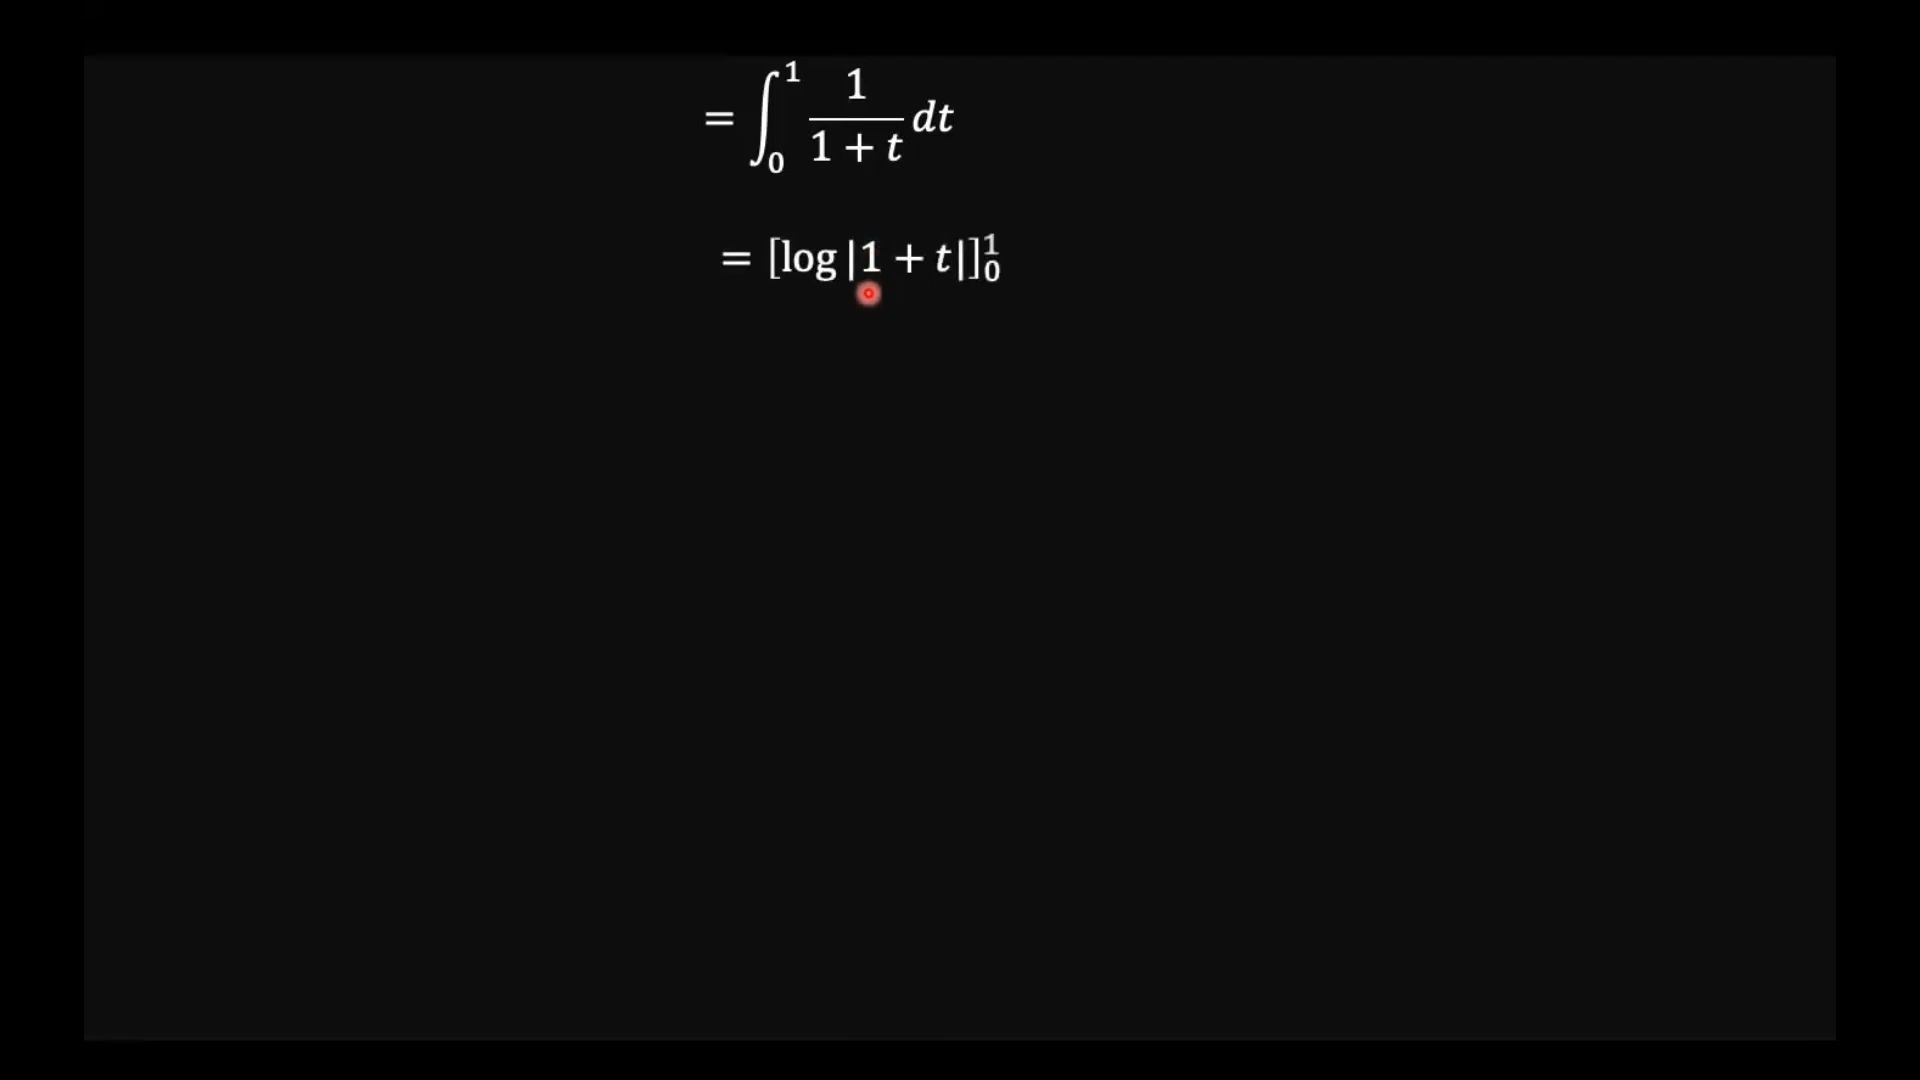 = ∫₀¹ 1/(1 + t) dt
= [log |1 + t|]₀¹